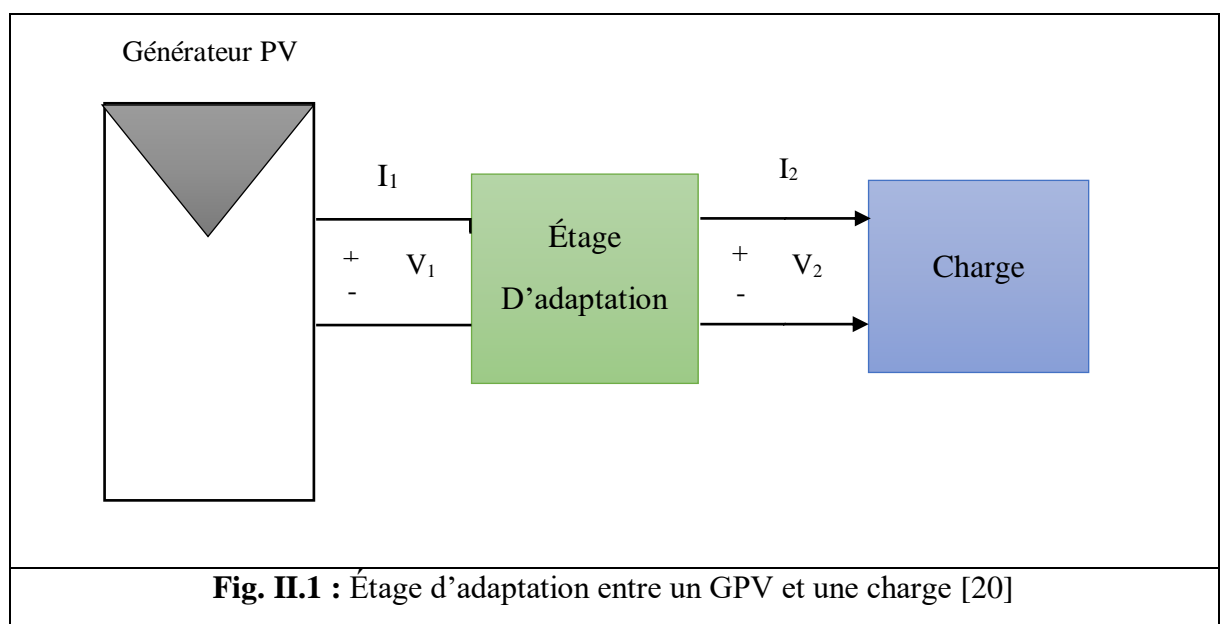 Générateur PV
I₁
I₂
Étage
D’adaptation
Charge
+
V₁
-
+
V₂
-
Fig. II.1 : Étage d’adaptation entre un GPV et une charge [20]